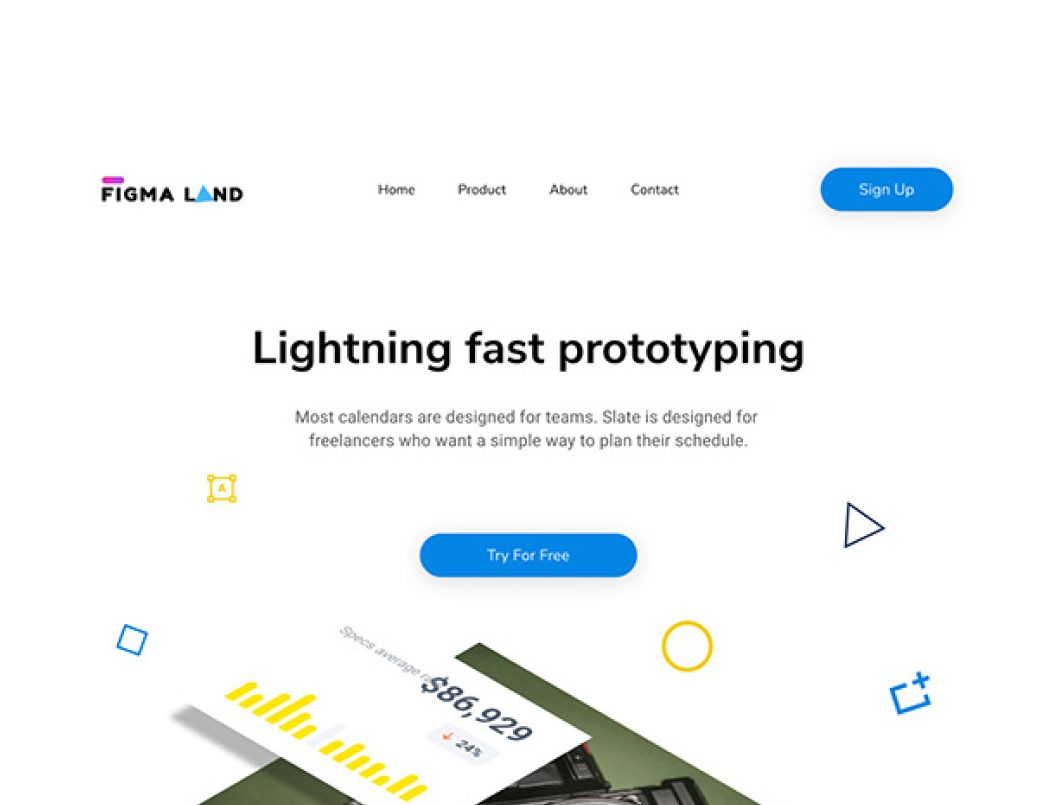 FIGMA LAND
Home
Product
About
Contact
Sign Up
Lightning fast prototyping
Most calendars are designed for teams. Slate is designed for
freelancers who want a simple way to plan their schedule.
A
Try For Free
Specs average
$86,929
24%